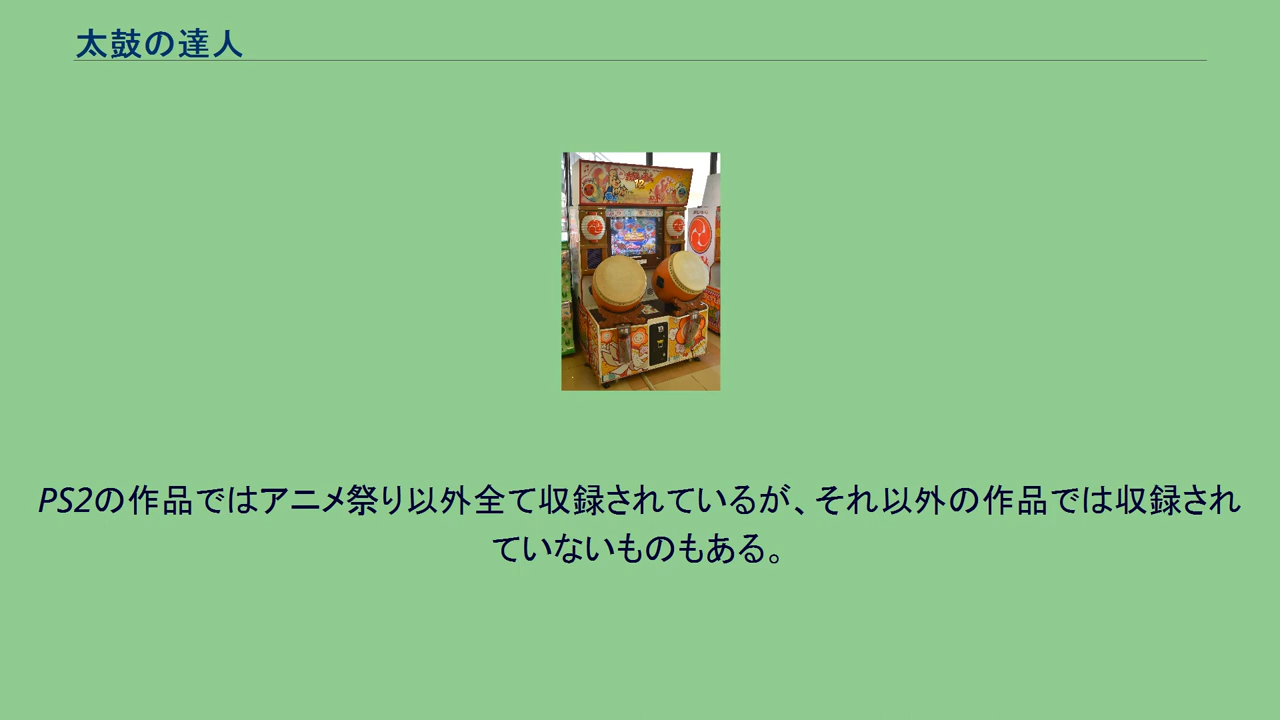 太鼓の達人
PS2の作品ではアニメ祭り以外全て収録されているが、それ以外の作品では収録され
ていないものもある。